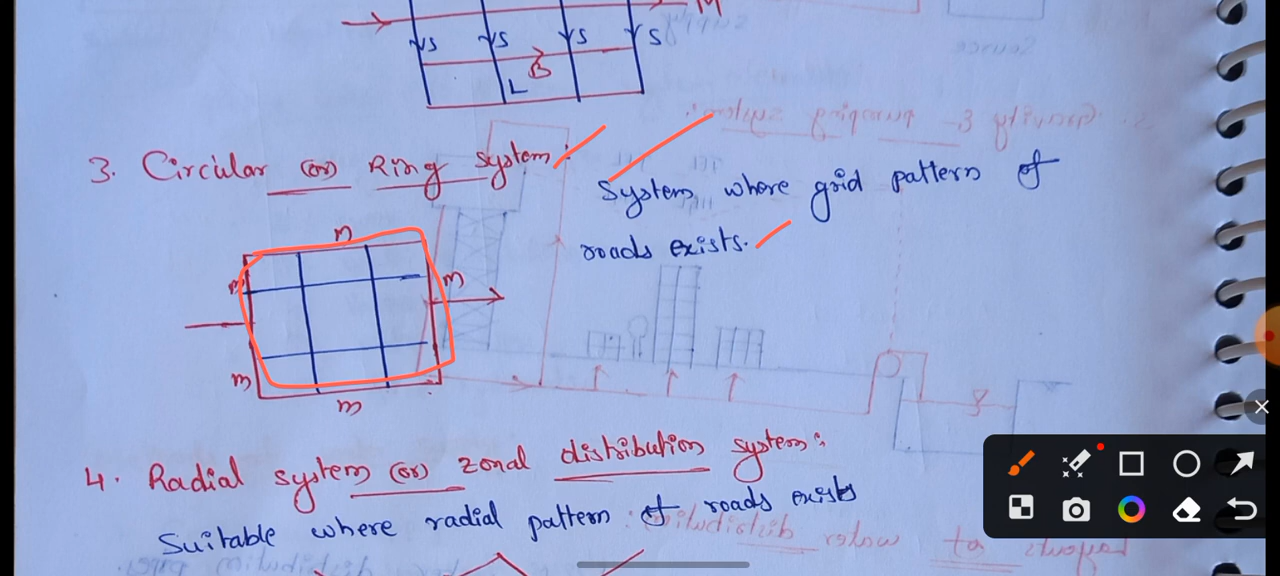 M
S S S S
B
L
3. Circular (or) Ring system:
System, where grid pattern of
roads exists.
m
m m
m
m
4. Radial system (or) zonal distribution system:
Suitable where radial pattern of roads exists